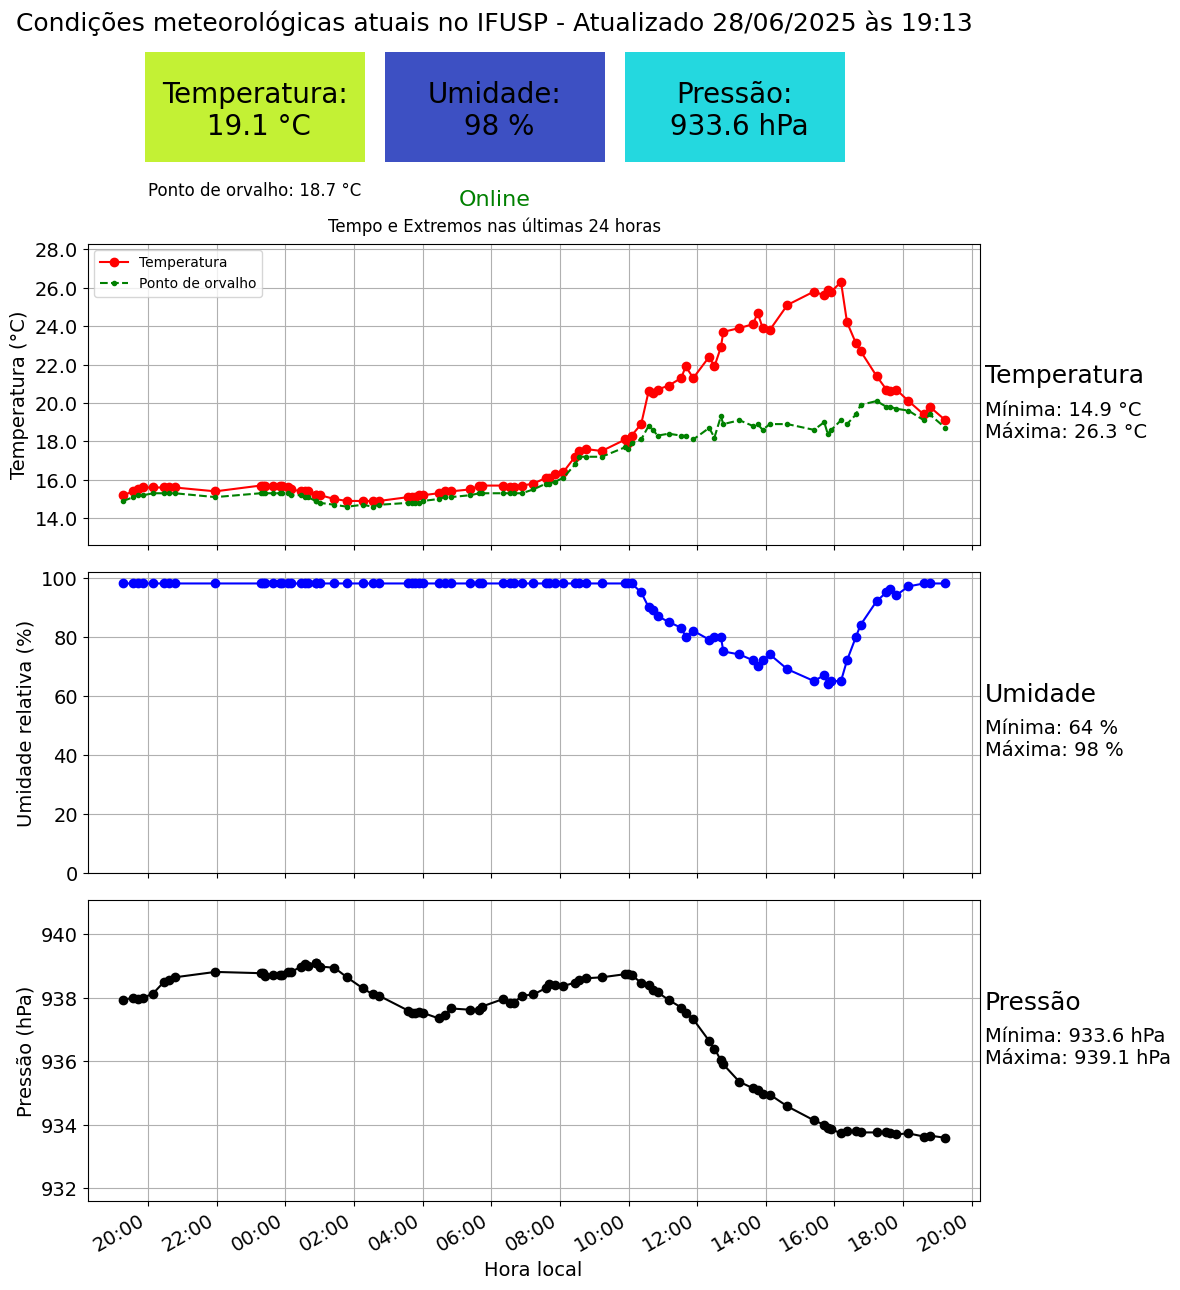 Condições meteorológicas atuais no IFUSP - Atualizado 28/06/2025 às 19:13
Temperatura:
19.1 °C
Umidade:
98 %
Pressão:
933.6 hPa
Ponto de orvalho: 18.7 °C
Online
Tempo e Extremos nas últimas 24 horas
Temperatura (°C)
28.0
26.0
24.0
22.0
20.0
18.0
16.0
14.0
Temperatura
Ponto de orvalho
Temperatura
Mínima: 14.9 °C
Máxima: 26.3 °C
Umidade relativa (%)
100
80
60
40
20
0
Umidade
Mínima: 64 %
Máxima: 98 %
Pressão (hPa)
940
938
936
934
932
Pressão
Mínima: 933.6 hPa
Máxima: 939.1 hPa
20:00 22:00 00:00 02:00 04:00 06:00 08:00 10:00 12:00 14:00 16:00 18:00 20:00
Hora local